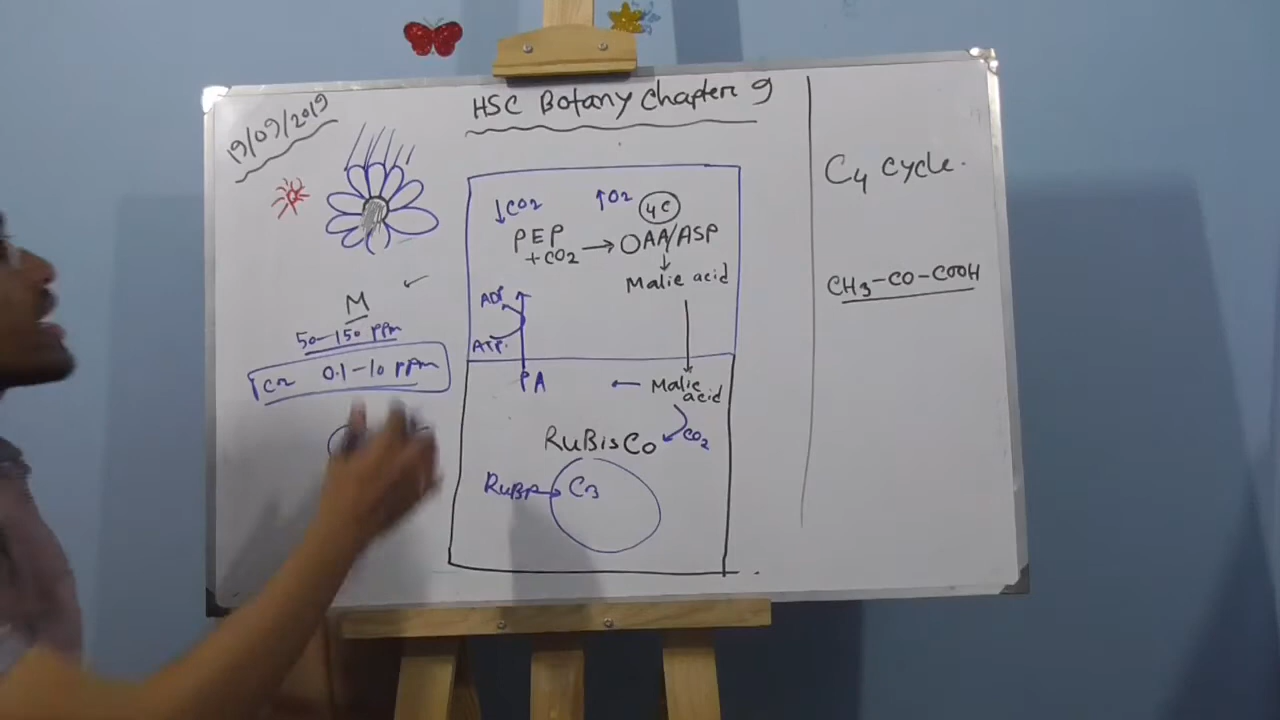 19/09/2019
HSC Botany Chapter 9
C4 cycle.
↓CO2 ↑O2 4C
PEP → OAA/ASP
+CO2
Malic acid
CH3-CO-COOH
M
50-150 PPm
0.1-10 PPm
ADP
ATP.
PA ← Malic
acid
CO2
RuBisCo
RuBP → C3